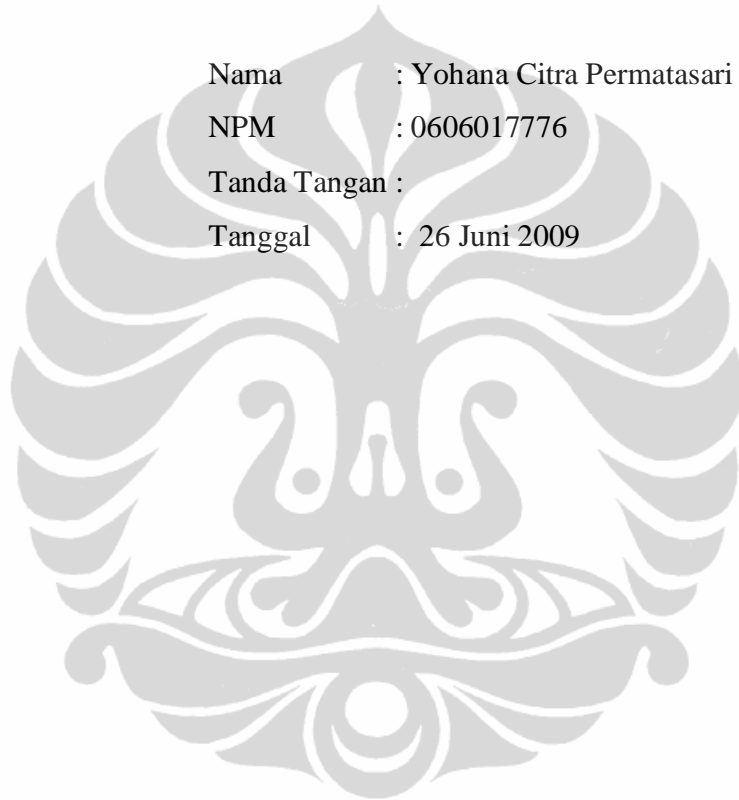 Nama : Yohana Citra Permatasari
NPM : 0606017776
Tanda Tangan :
Tanggal : 26 Juni 2009